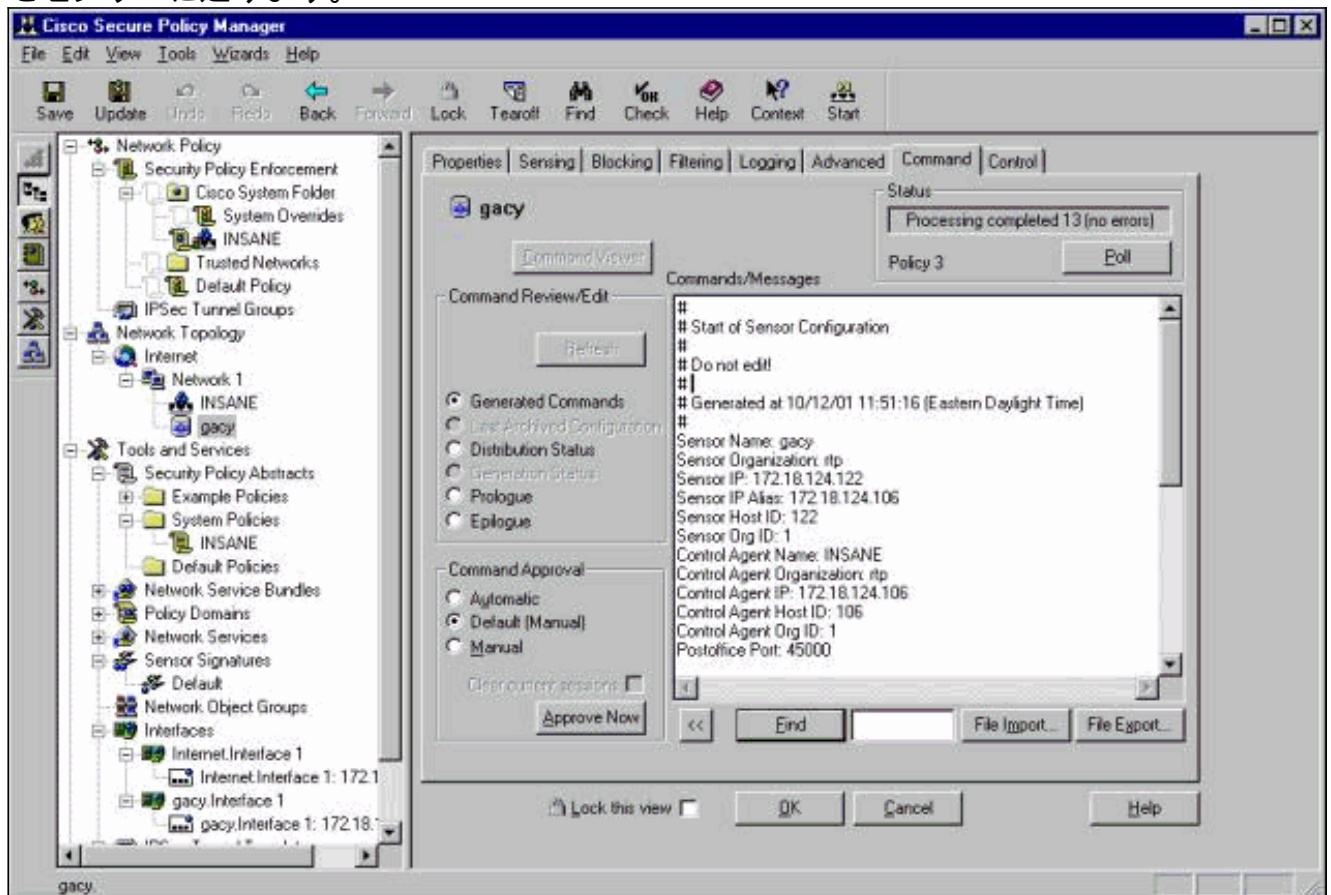 Cisco Secure Policy Manager
File Edit View Tools Wizards Help
Save Update Undo Redo Back Forward Lock Tearoff Find Check Help Context Start
Network Policy
Security Policy Enforcement
Cisco System Folder
System Overrides
INSANE
Trusted Networks
Default Policy
IPSec Tunnel Groups
Network Topology
Internet
Network 1
INSANE
gacy
Tools and Services
Security Policy Abstracts
Example Policies
System Policies
INSANE
Default Policies
Network Service Bundles
Policy Domains
Network Services
Sensor Signatures
Default
Network Object Groups
Interfaces
Internet.Interface 1
Internet.Interface 1: 172.1
gacy.Interface 1
gacy.Interface 1: 172.18.
Properties Sensing Blocking Filtering Logging Advanced Command Control
gacy
Status
Processing completed 13 (no errors)
Policy 3
Poll
Command Viewer
Command Review/Edit
Refresh
Generated Commands
Last Archived Configuration
Distribution Status
Generation Status
Prologue
Epilogue
Command Approval
Automatic
Default (Manual)
Manual
Clear current sessions
Approve Now
Commands/Messages
#
# Start of Sensor Configuration
#
# Do not edit!
#
# Generated at 10/12/01 11:51:16 (Eastern Daylight Time)
#
Sensor Name: gacy
Sensor Organization: rtp
Sensor IP: 172.18.124.122
Sensor IP Alias: 172.18.124.106
Sensor Host ID: 122
Sensor Org ID: 1
Control Agent Name: INSANE
Control Agent Organization: rtp
Control Agent IP: 172.18.124.106
Control Agent Host ID: 106
Control Agent Org ID: 1
Postoffice Port: 45000
<< Find File Import... File Export...
Lock this view OK Cancel Help
gacy.